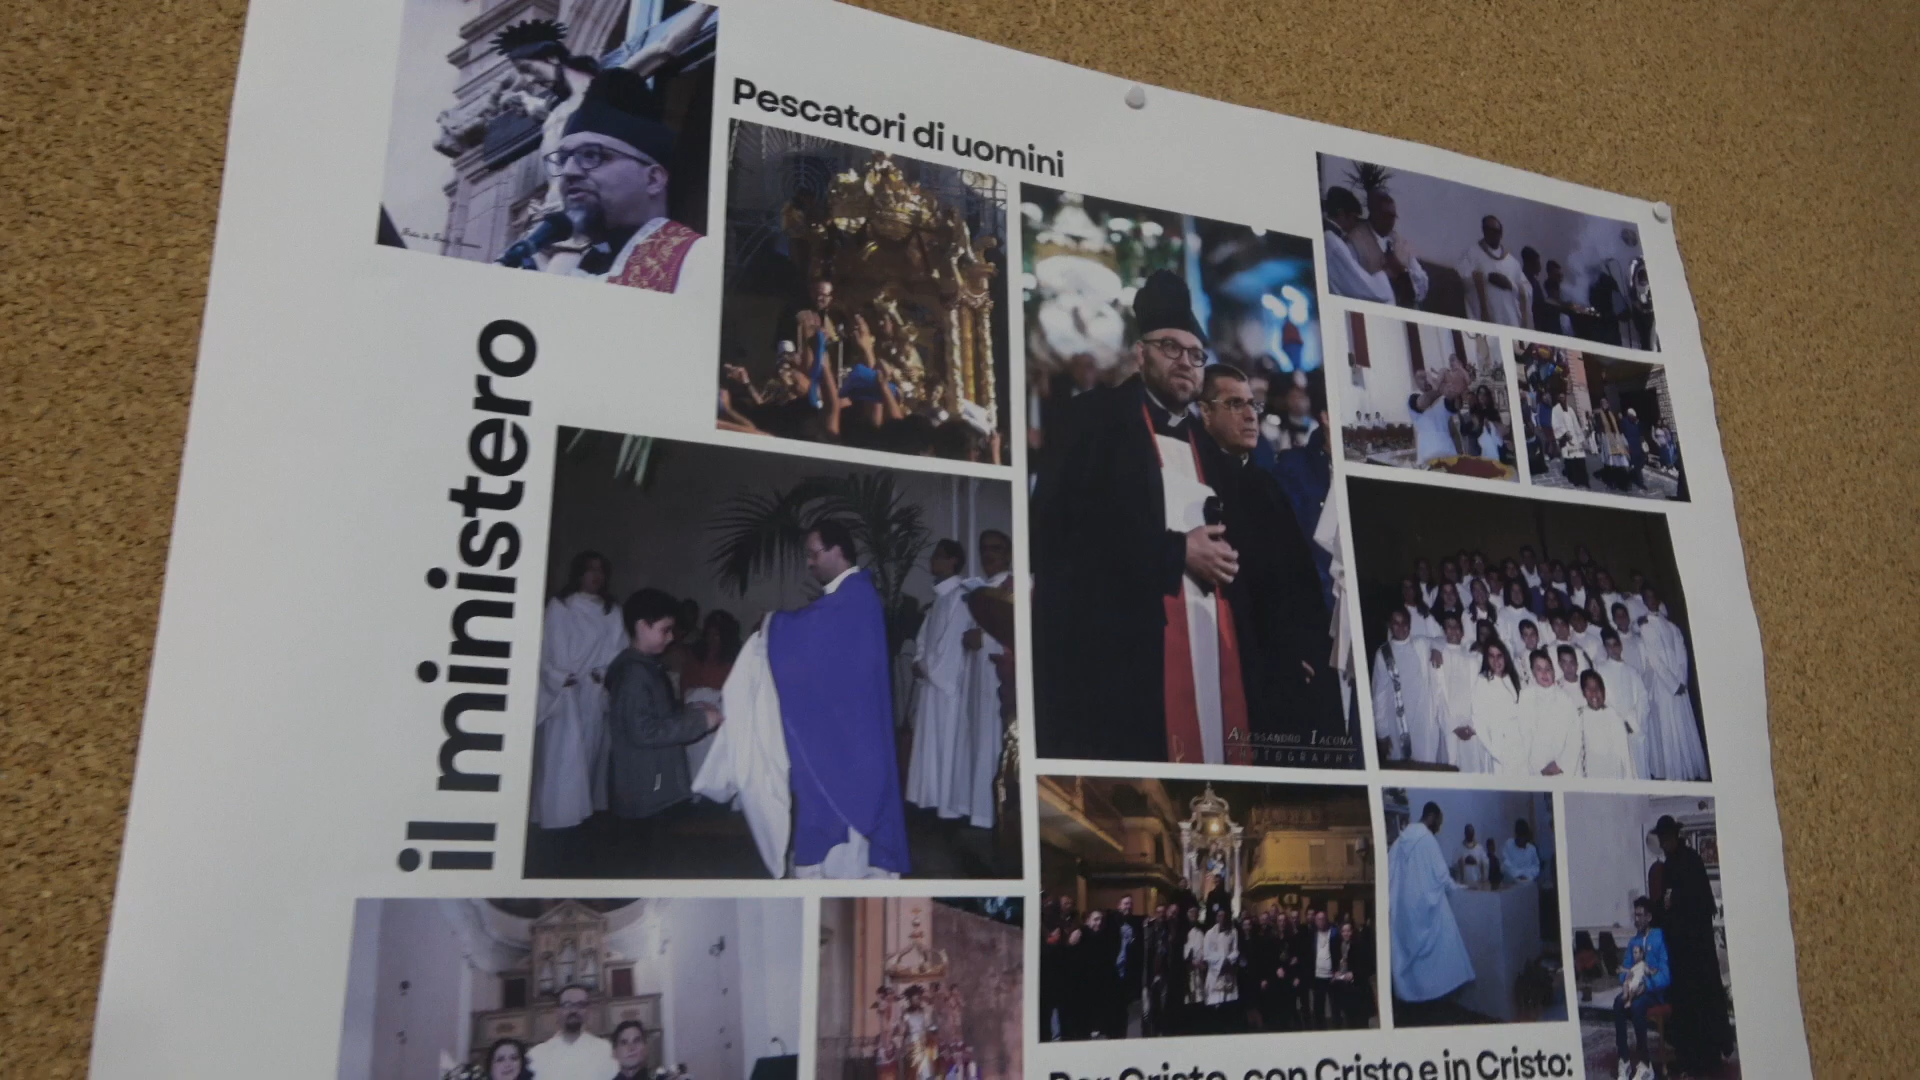 Pescatori di uomini
il ministero
ALESSANDRO IACONA
PHOTOGRAPHY
Per Cristo, con Cristo e in Cristo: